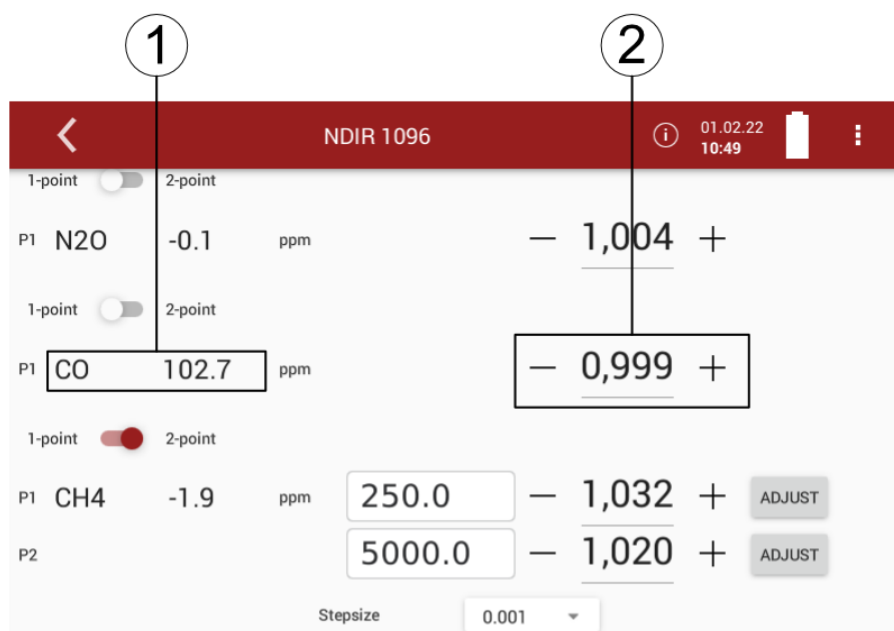 1 2
NDIR 1096 01.02.22
10:49
1-point 2-point
P1 N2O -0.1 ppm — 1,004 +
1-point 2-point
P1 CO 102.7 ppm — 0,999 +
1-point 2-point
P1 CH4 -1.9 ppm 250.0 — 1,032 + ADJUST
P2 5000.0 — 1,020 + ADJUST
Stepsize 0.001